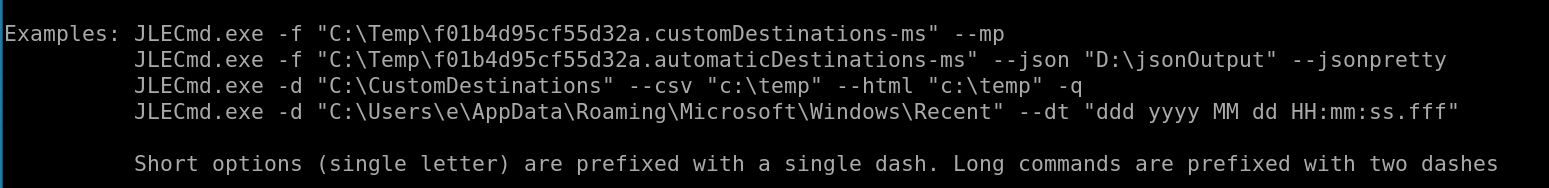 Examples: JLECmd.exe -f "C:\Temp\f01b4d95cf55d32a.customDestinations-ms" --mp
JLECmd.exe -f "C:\Temp\f01b4d95cf55d32a.automaticDestinations-ms" --json "D:\jsonOutput" --jsonpretty
JLECmd.exe -d "C:\CustomDestinations" --csv "c:\temp" --html "c:\temp" -q
JLECmd.exe -d "C:\Users\e\AppData\Roaming\Microsoft\Windows\Recent" --dt "ddd yyyy MM dd HH:mm:ss.fff"
Short options (single letter) are prefixed with a single dash. Long commands are prefixed with two dashes